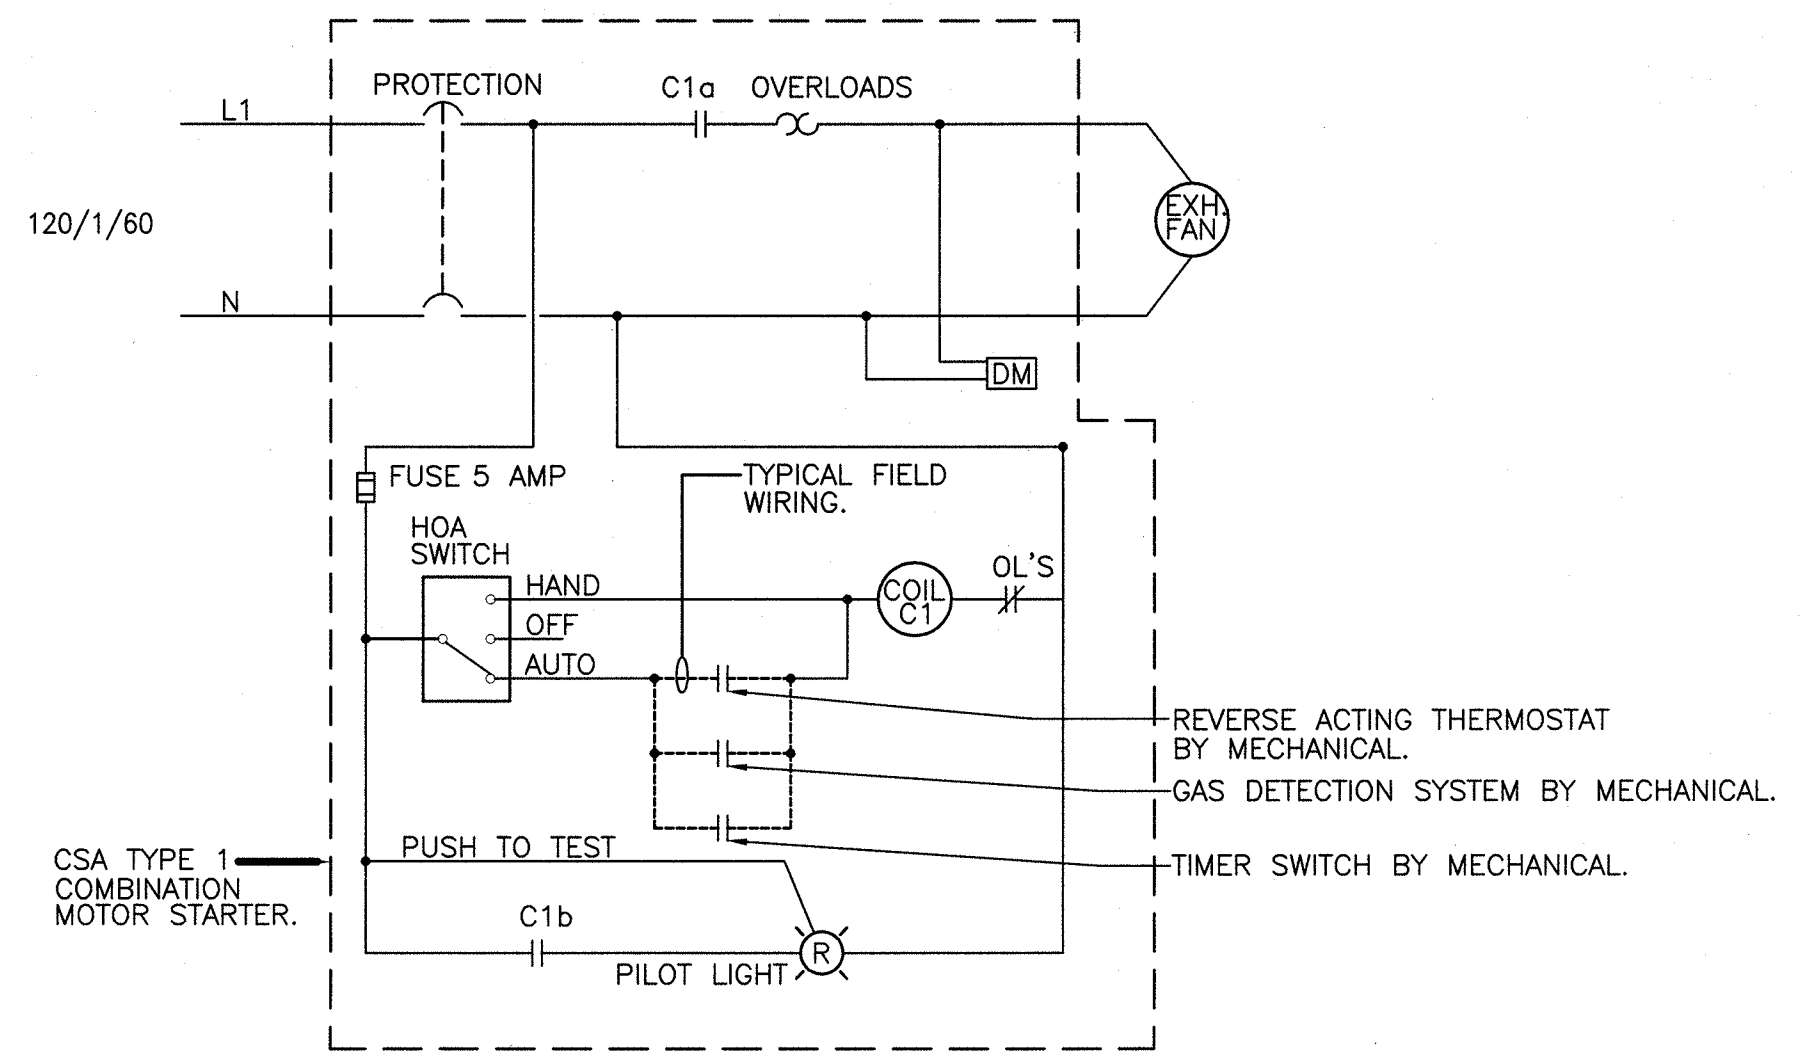 PROTECTION
C1a
OVERLOADS
L1
120/1/60
EXH.
FAN
N
DM
FUSE 5 AMP
TYPICAL FIELD
WIRING.
HOA
SWITCH
HAND
OFF
AUTO
COIL
C1
OL'S
REVERSE ACTING THERMOSTAT
BY MECHANICAL.
GAS DETECTION SYSTEM BY MECHANICAL.
TIMER SWITCH BY MECHANICAL.
PUSH TO TEST
CSA TYPE 1
COMBINATION
MOTOR STARTER.
C1b
R
PILOT LIGHT